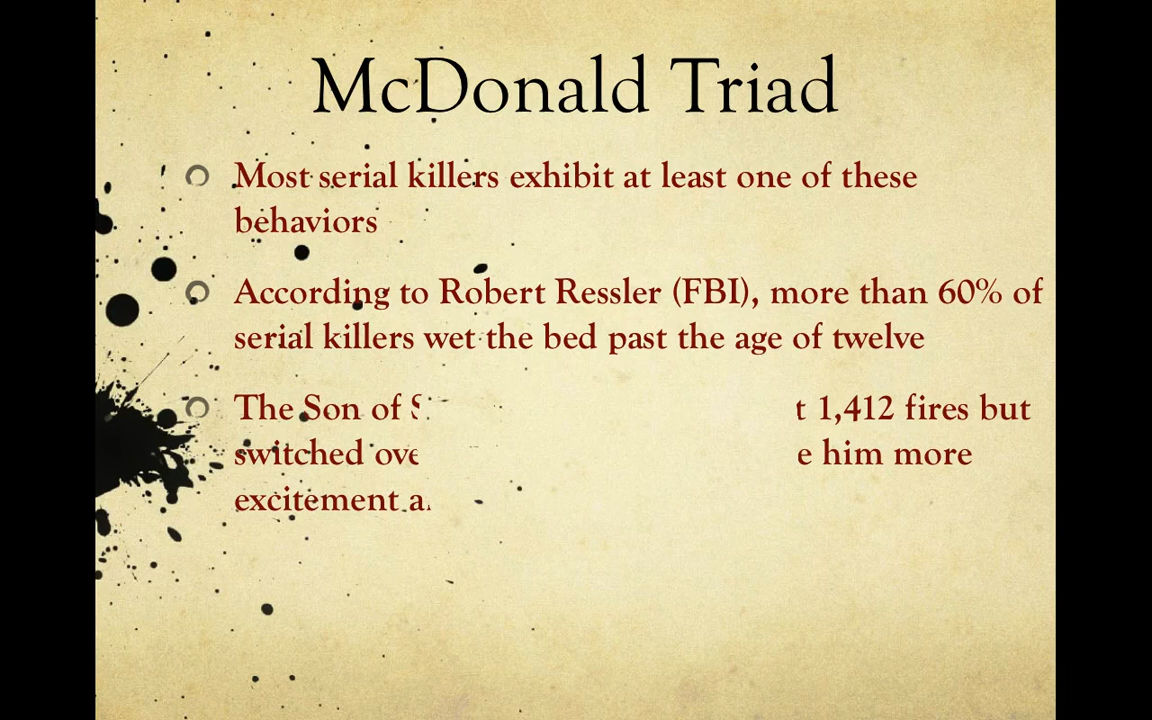 McDonald Triad
Most serial killers exhibit at least one of these
behaviors
According to Robert Ressler (FBI), more than 60% of
serial killers wet the bed past the age of twelve
The Son of 1,412 fires but
switched him more
excitement